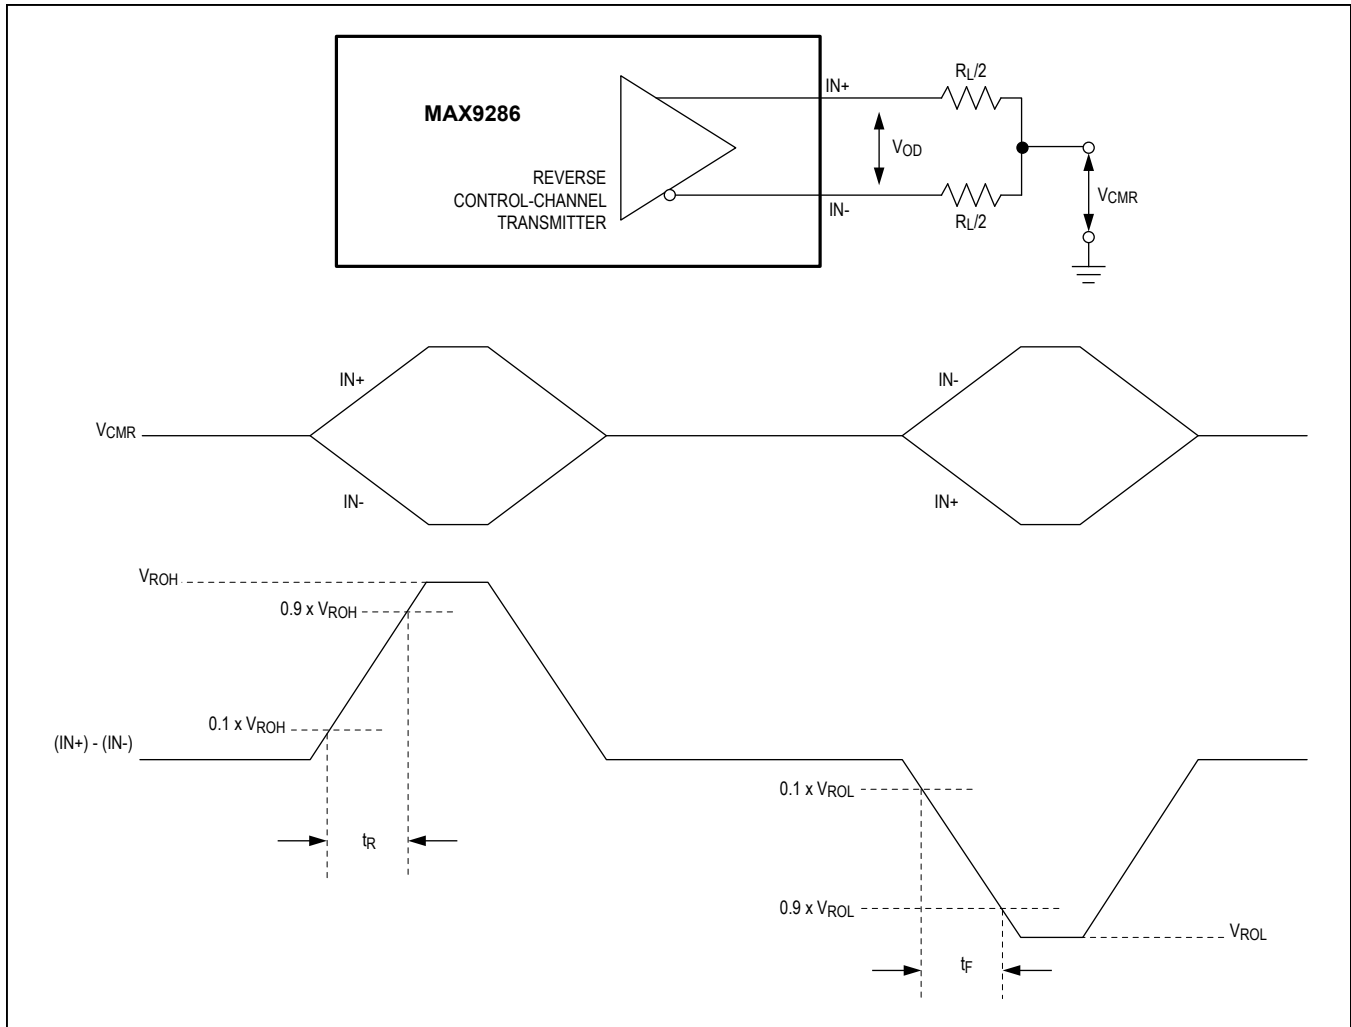 MAX9286
REVERSE
CONTROL-CHANNEL
TRANSMITTER
IN+
IN-
VOD
RL/2
RL/2
VCMR
IN+
IN-
VCMR
IN-
IN+
VROH
0.9 x VROH
0.1 x VROH
(IN+) - (IN-)
tR
0.1 x VROL
0.9 x VROL
VROL
tF